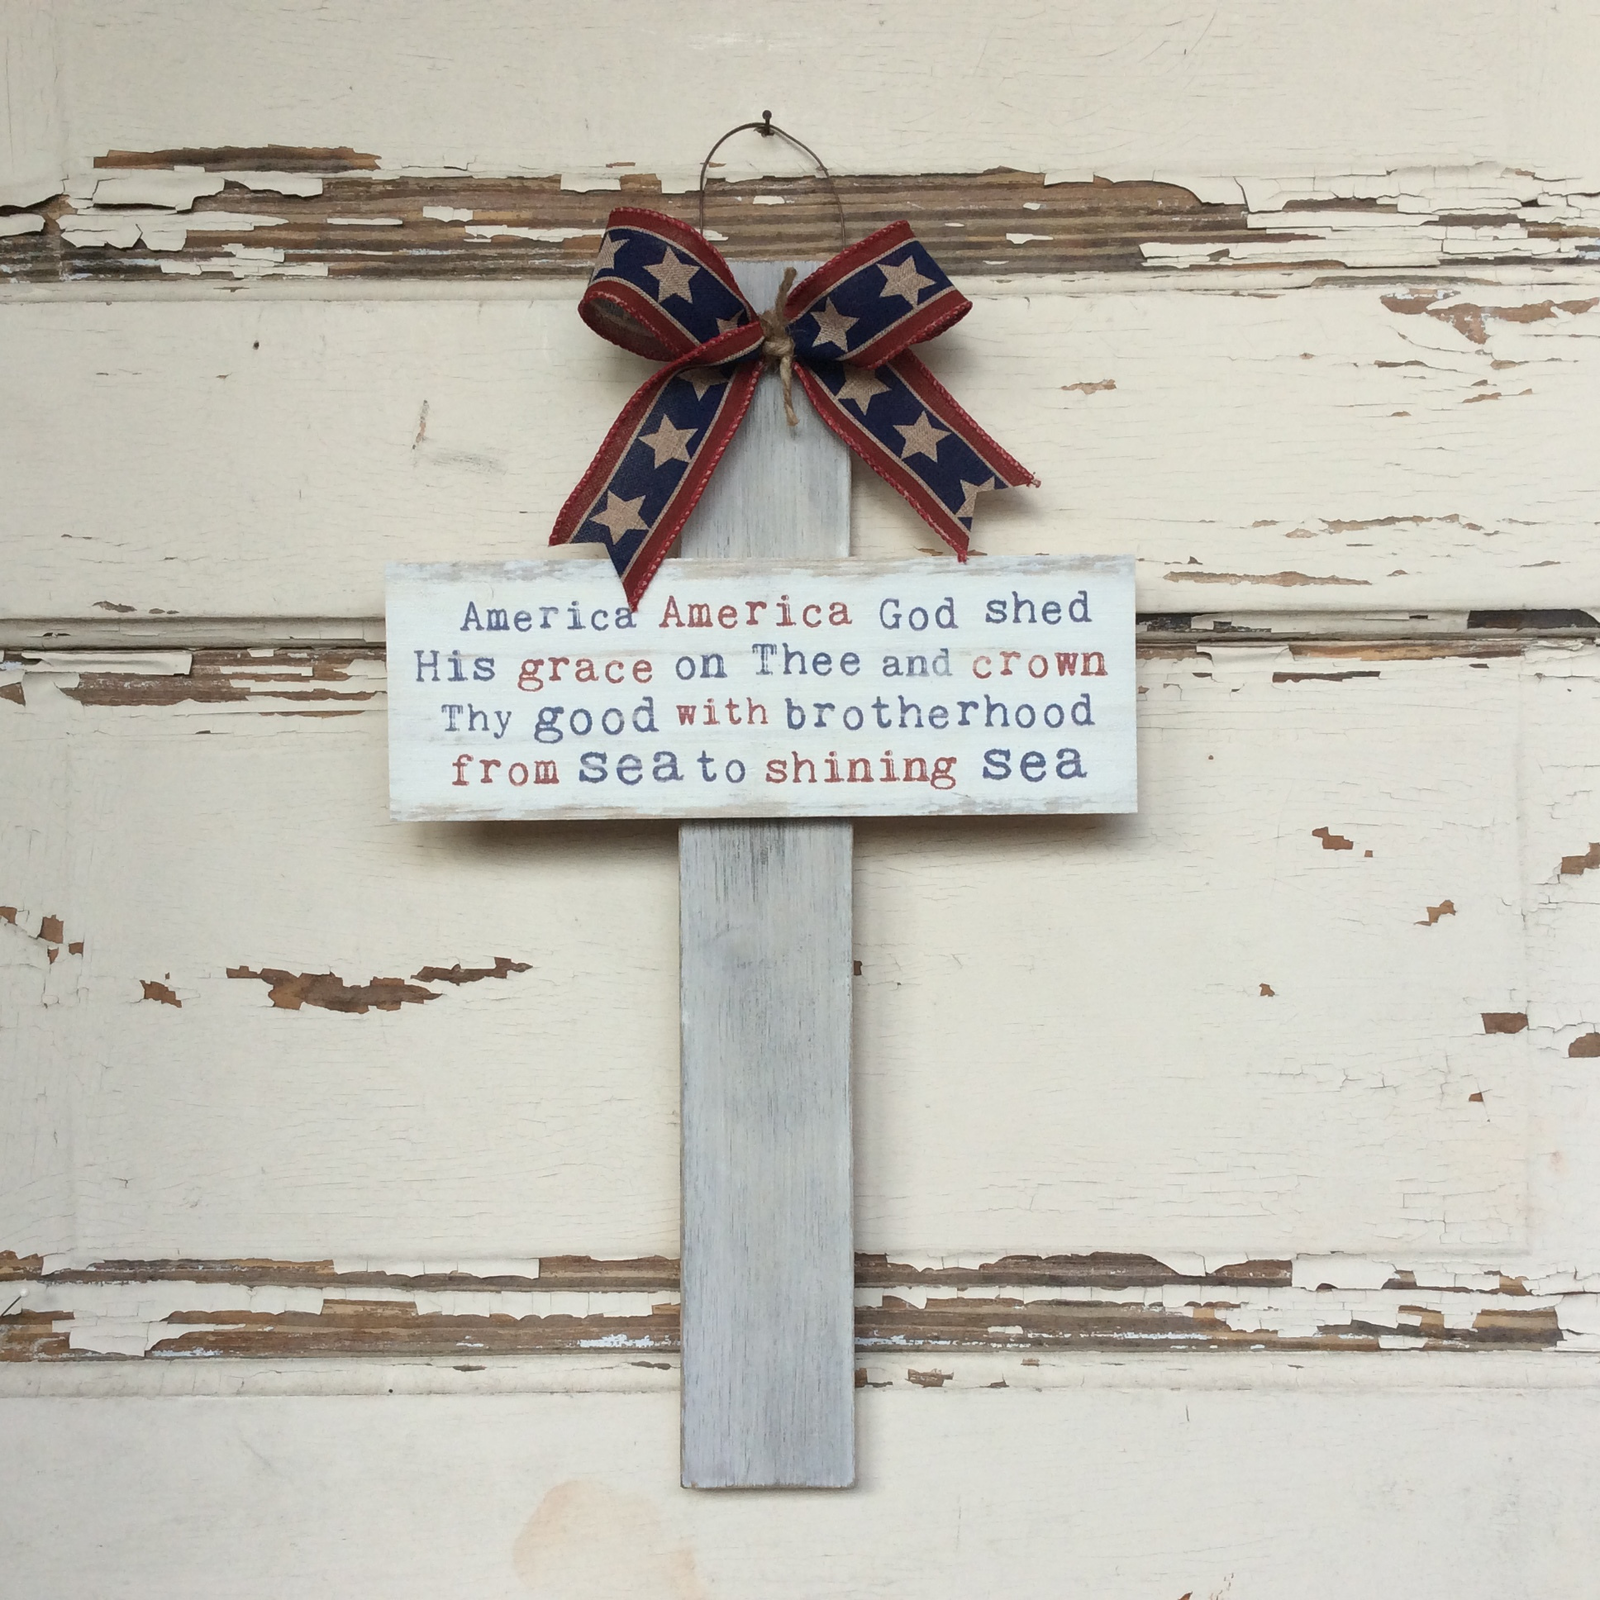 America America God shed
His grace on Thee and crown
Thy good with brotherhood
from sea to shining sea